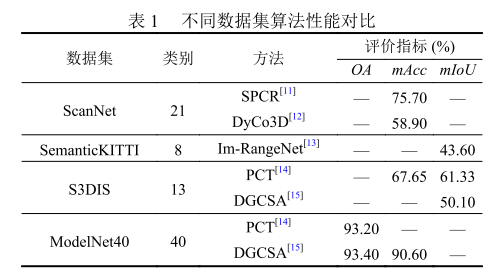 表 1 不同数据集算法性能对比
数据集 类别 方法 评价指标 (%)
OA mAcc mIoU
ScanNet 21 SPCR[11] — 75.70 —
DyCo3D[12] — 58.90 —
SemanticKITTI 8 Im-RangeNet[13] — — 43.60
S3DIS 13 PCT[14] — 67.65 61.33
DGCSA[15] — 50.10
ModelNet40 40 PCT[14] 93.20 — —
DGCSA[15] 93.40 90.60 —